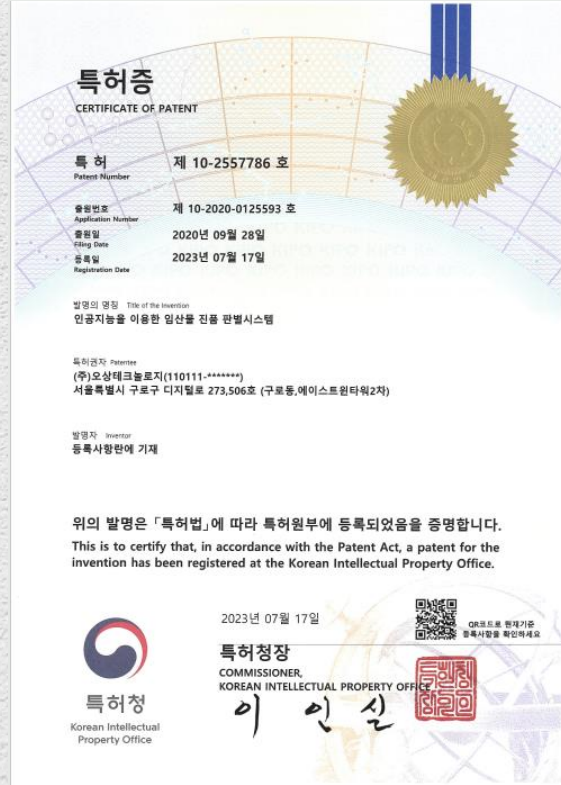 특허증
CERTIFICATE OF PATENT
특 허 제 10-2557786 호
Patent Number
출원번호 제 10-2020-0125593 호
Application Number
출원일 2020년 09월 28일
Filing Date
등록일 2023년 07월 17일
Registration Date
발명의 명칭 Title of the Invention
인공지능을 이용한 임산물 진품 판별시스템
특허권자 Patentee
(주)오상테크놀로지(110111-*******)
서울특별시 구로구 디지털로 273,506호 (구로동,에이스트윈타워2차)
발명자 Inventor
등록사항란에 기재
위의 발명은 「특허법」에 따라 특허원부에 등록되었음을 증명합니다.
This is to certify that, in accordance with the Patent Act, a patent for the
invention has been registered at the Korean Intellectual Property Office.
2023년 07월 17일
QR코드로 현재기준
등록사항을 확인하세요
특허청장
COMMISSIONER,
KOREAN INTELLECTUAL PROPERTY OFFICE
이 인 실
특허청
Korean Intellectual
Property Office